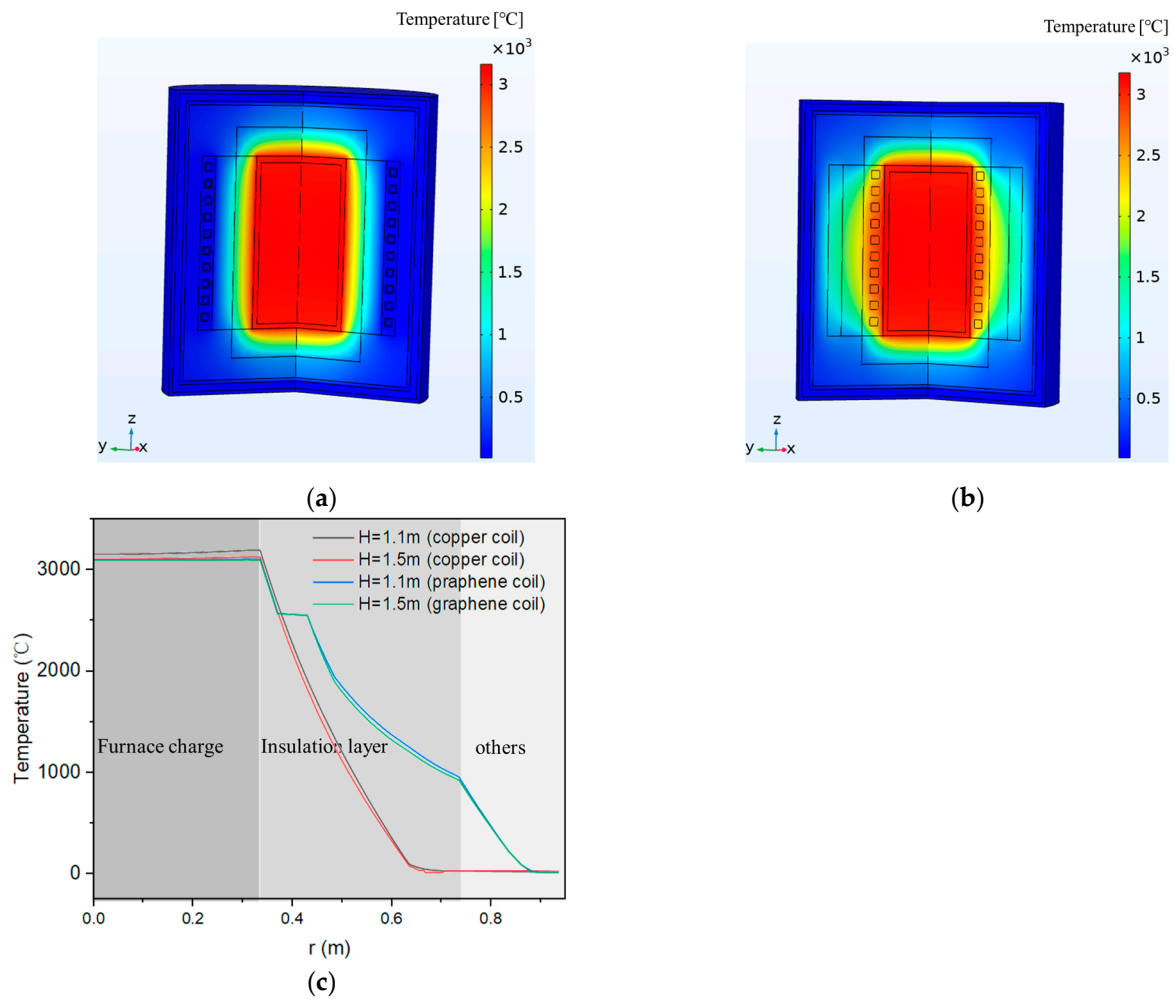 Temperature [℃]
×10³
3
2.5
2
1.5
1
0.5
z
y
x
(a)
Temperature [℃]
×10³
3
2.5
2
1.5
1
0.5
z
y
x
(b)
H=1.1m (copper coil)
H=1.5m (copper coil)
H=1.1m (praphene coil)
H=1.5m (graphene coil)
3000
2000
1000
0
Temperature (℃)
Furnace charge
Insulation layer
others
0.0 0.2 0.4 0.6 0.8
r (m)
(c)